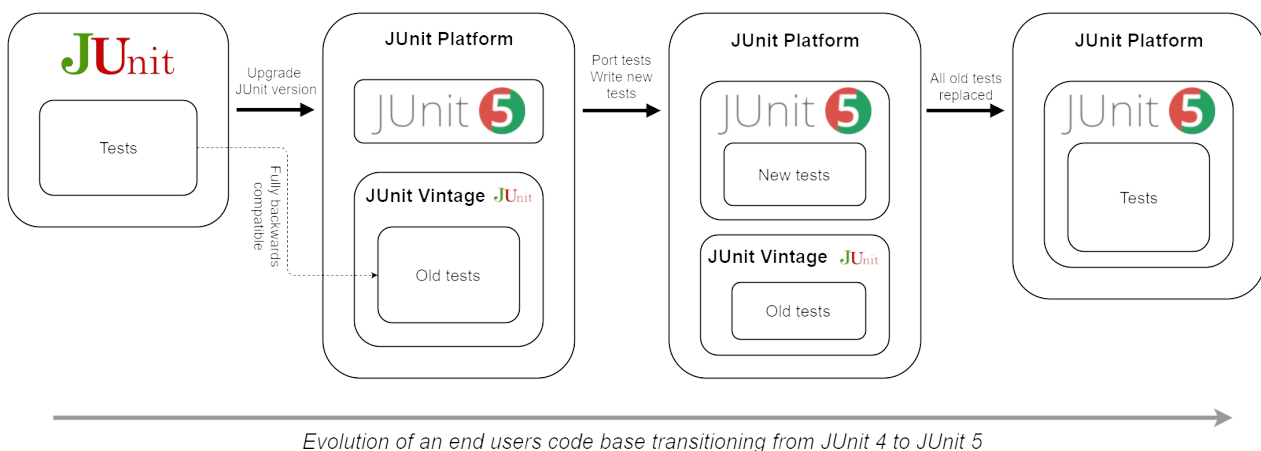 JUnit
Tests
Upgrade
JUnit version
Fully backwards
compatible
JUnit Platform
JUnit 5
JUnit Vintage JUnit
Old tests
Port tests
Write new
tests
JUnit Platform
JUnit 5
New tests
JUnit Vintage JUnit
Old tests
All old tests
replaced
JUnit Platform
JUnit 5
Tests
Evolution of an end users code base transitioning from JUnit 4 to JUnit 5